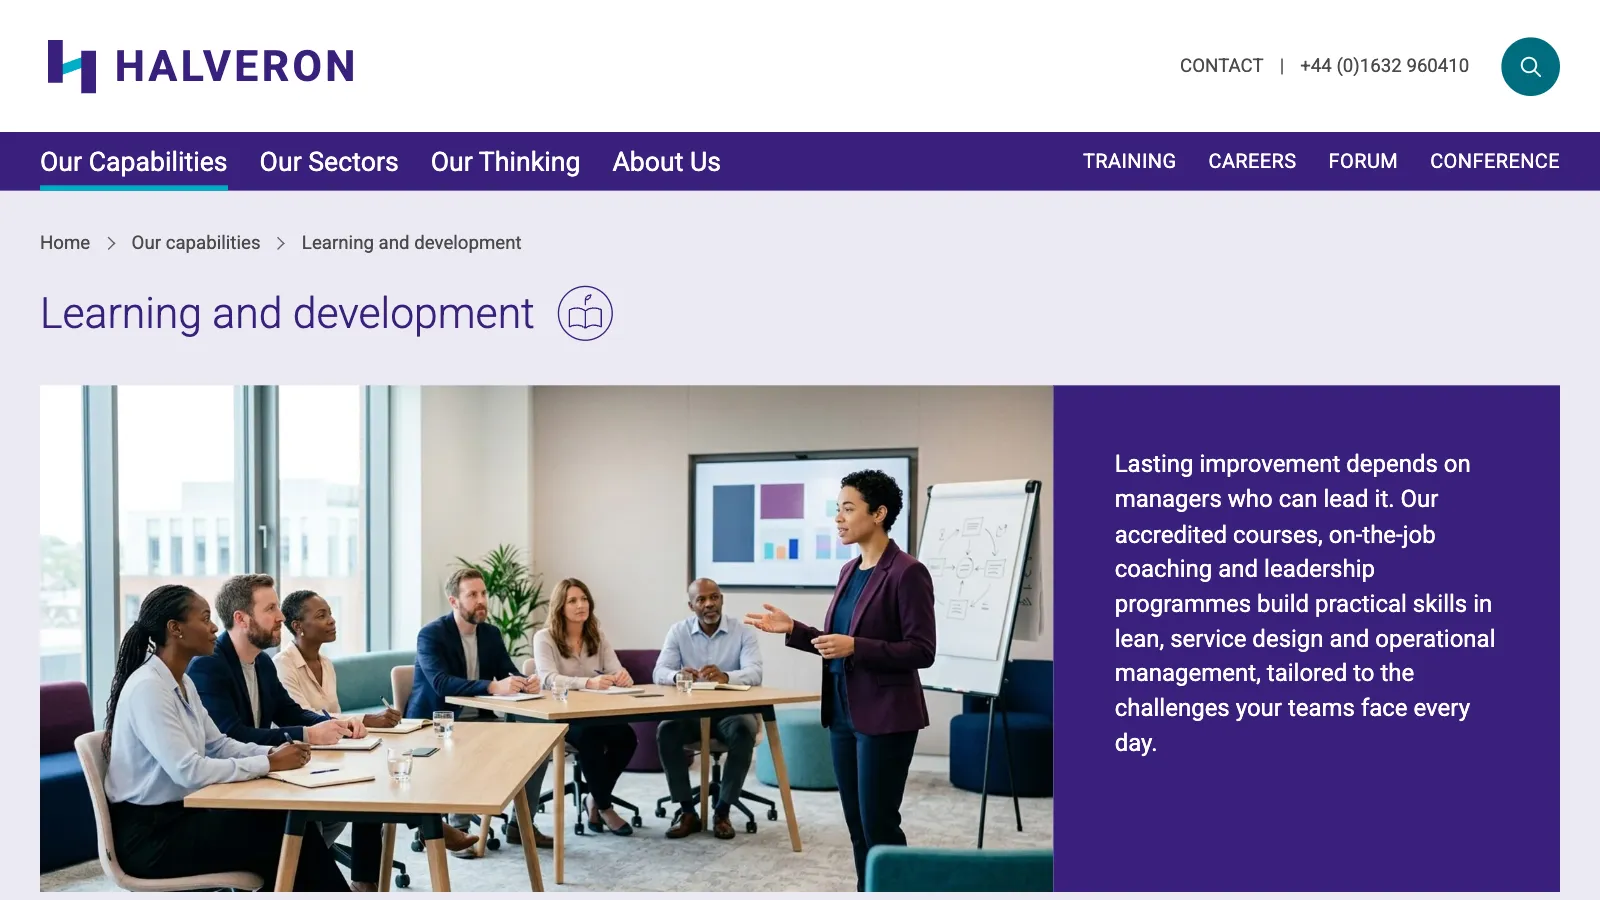 HALVERON
CONTACT | +44 (0)1632 960410
Our Capabilities Our Sectors Our Thinking About Us
TRAINING CAREERS FORUM CONFERENCE
Home > Our capabilities > Learning and development
Learning and development
Lasting improvement depends on
managers who can lead it. Our
accredited courses, on-the-job
coaching and leadership
programmes build practical skills in
lean, service design and operational
management, tailored to the
challenges your teams face every
day.